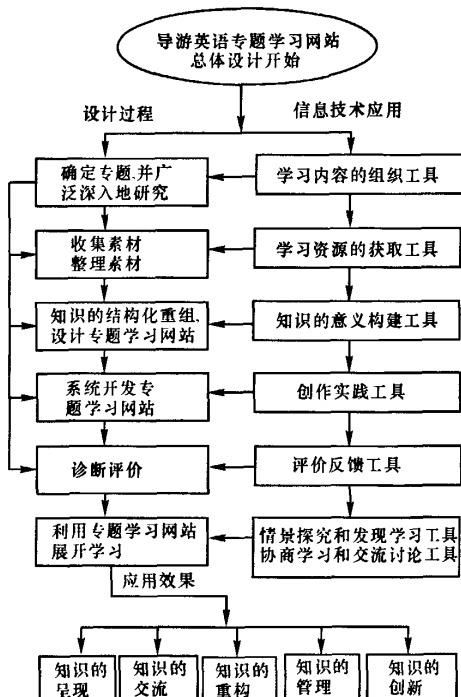 导游英语专题学习网站
总体设计开始
设计过程
信息技术应用
确定专题,并广
泛深入地研究
学习内容的组织工具
收集素材
整理素材
学习资源的获取工具
知识的结构化重组,
设计专题学习网站
知识的意义构建工具
系统开发专
题学习网站
创作实践工具
诊断评价
评价反馈工具
利用专题学习网站
展开学习
情景探究和发现学习工具
协商学习和交流讨论工具
应用效果
知识的
呈现
知识的
交流
知识的
重构
知识的
管理
知识的
创新